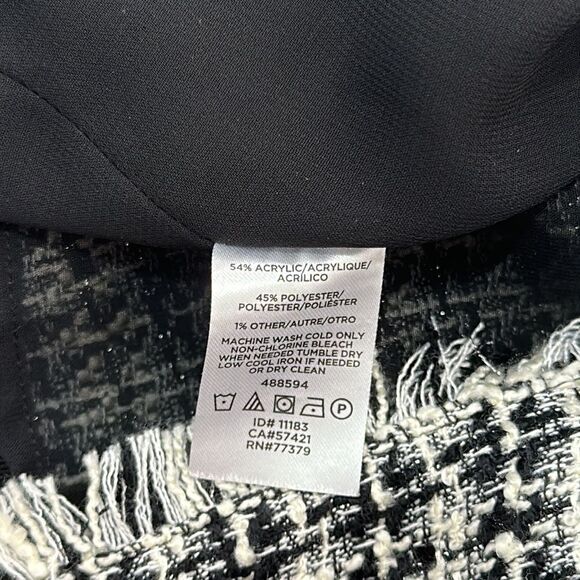 54% ACRYLIC/ACRYLIQUE/
ACRÍLICO
45% POLYESTER/
POLYESTER/POLIÉSTER
1% OTHER/AUTRE/OTRO
MACHINE WASH COLD ONLY
NON-CHLORINE BLEACH
WHEN NEEDED TUMBLE DRY
LOW COOL IRON IF NEEDED
OR DRY CLEAN
488594
P
ID# 11183
CA#57421
RN#77379